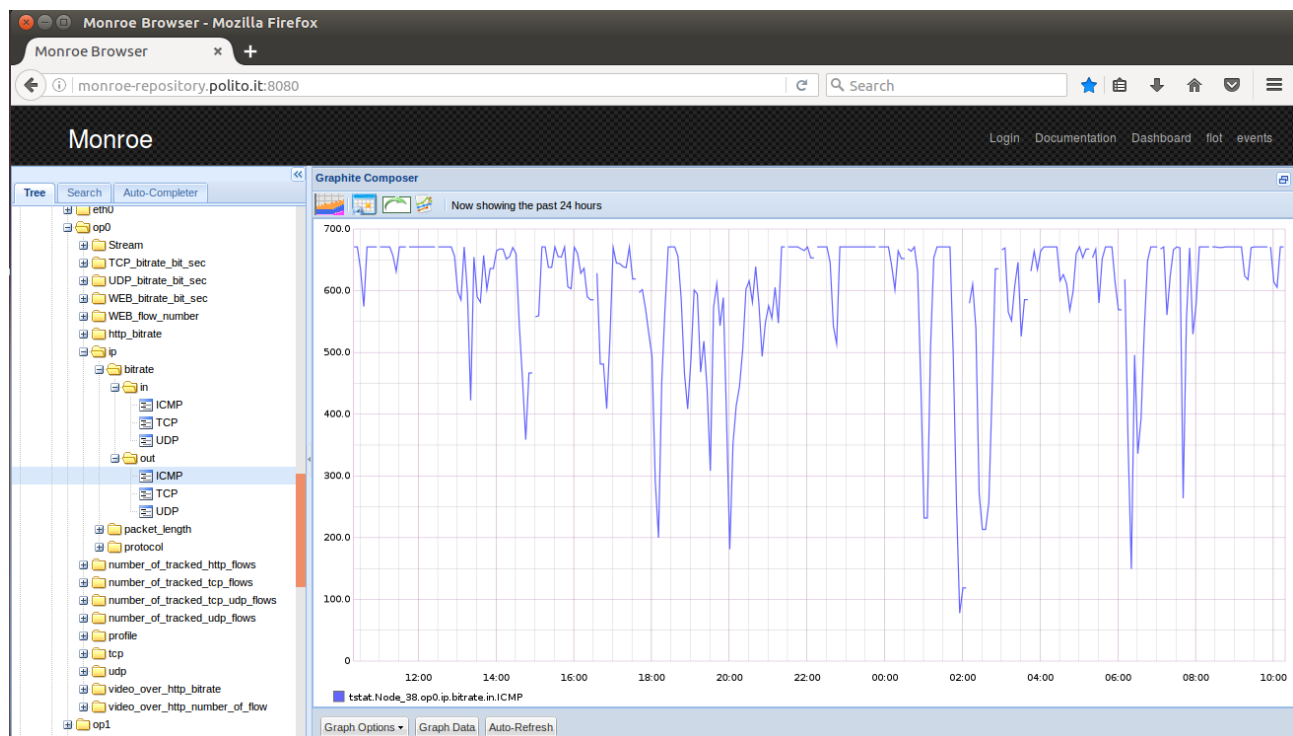 Monroe Browser - Mozilla Firefox
Monroe Browser
monroe-repository.polito.it:8080
Search
Monroe
Login Documentation Dashboard flot events
Tree Search Auto-Completer
eth0
op0
Stream
TCP_bitrate_bit_sec
UDP_bitrate_bit_sec
WEB_bitrate_bit_sec
WEB_flow_number
http_bitrate
ip
bitrate
in
ICMP
TCP
UDP
out
ICMP
TCP
UDP
packet_length
protocol
number_of_tracked_http_flows
number_of_tracked_tcp_flows
number_of_tracked_tcp_udp_flows
number_of_tracked_udp_flows
profile
tcp
udp
video_over_http_bitrate
video_over_http_number_of_flow
op1
Graphite Composer
Now showing the past 24 hours
700.0
600.0
500.0
400.0
300.0
200.0
100.0
0
12:00 14:00 16:00 18:00 20:00 22:00 00:00 02:00 04:00 06:00 08:00 10:00
tstat.Node_38.op0.ip.bitrate.in.ICMP
Graph Options Graph Data Auto-Refresh